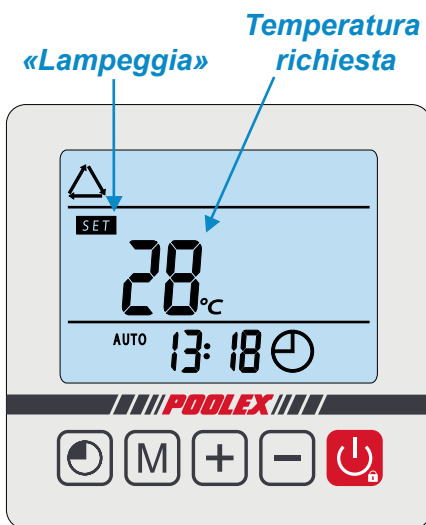 Temperatura
«Lampeggia» richiesta
SET
28°C
AUTO 13:18
POOLEX
M + −